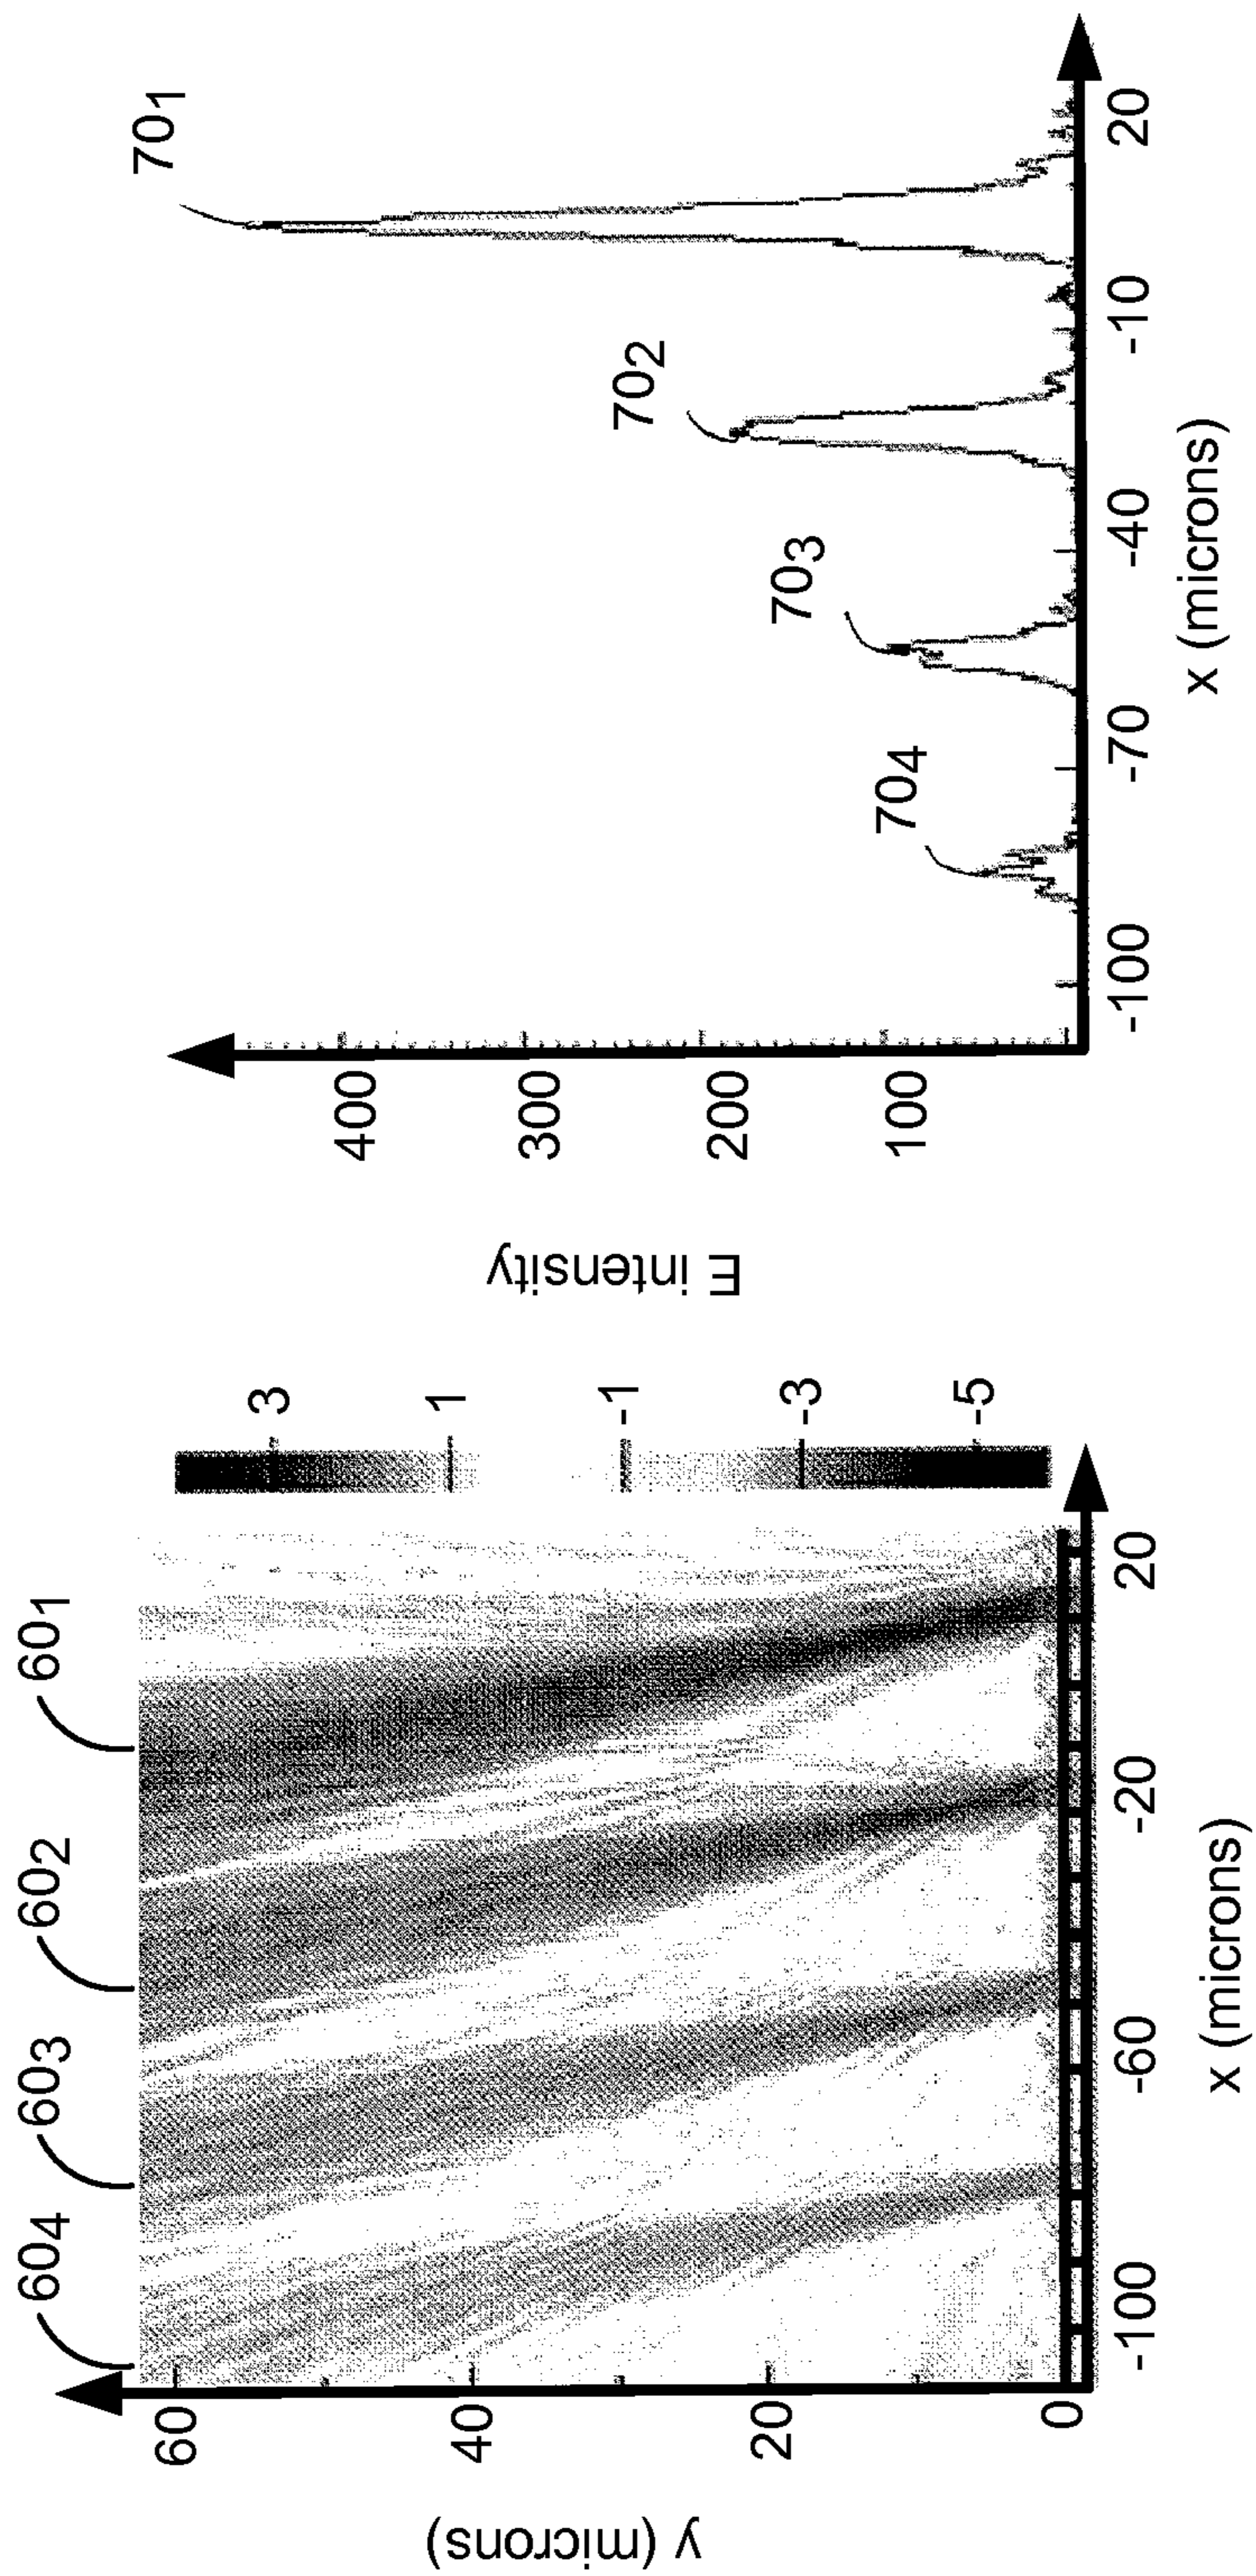 60₄ 60₃ 60₂ 60₁
60
40
20
0
y (microns)
-100 -60 -20 20
x (microns)
3
1
-1
-3
-5
70₁
70₂
70₃
70₄
400
300
200
100
E intensity
-100 -70 -40 -10 20
x (microns)